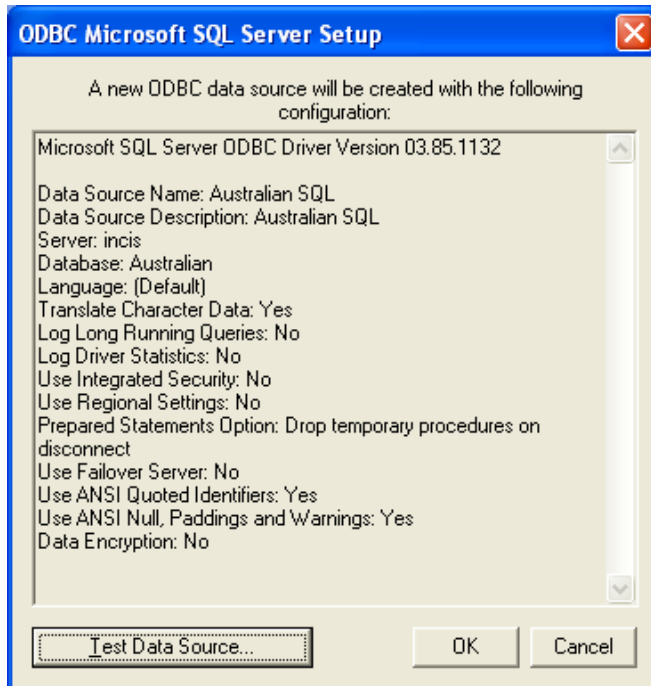 ODBC Microsoft SQL Server Setup
A new ODBC data source will be created with the following
configuration:
Microsoft SQL Server ODBC Driver Version 03.85.1132
Data Source Name: Australian SQL
Data Source Description: Australian SQL
Server: incis
Database: Australian
Language: (Default)
Translate Character Data: Yes
Log Long Running Queries: No
Log Driver Statistics: No
Use Integrated Security: No
Use Regional Settings: No
Prepared Statements Option: Drop temporary procedures on
disconnect
Use Failover Server: No
Use ANSI Quoted Identifiers: Yes
Use ANSI Null, Paddings and Warnings: Yes
Data Encryption: No
Test Data Source... OK Cancel